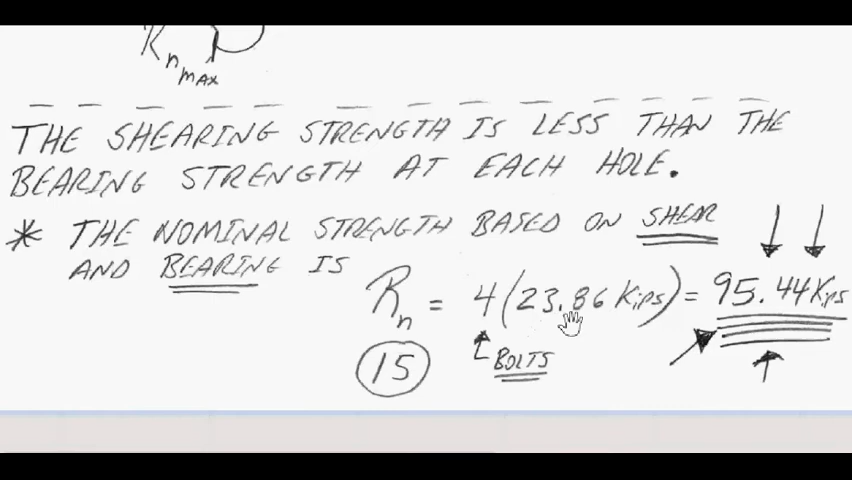 Rn MAX
THE SHEARING STRENGTH IS LESS THAN THE
BEARING STRENGTH AT EACH HOLE.
* THE NOMINAL STRENGTH BASED ON SHEAR
AND BEARING IS
Rn = 4(23.86 Kips) = 95.44 Kips
BOLTS
15